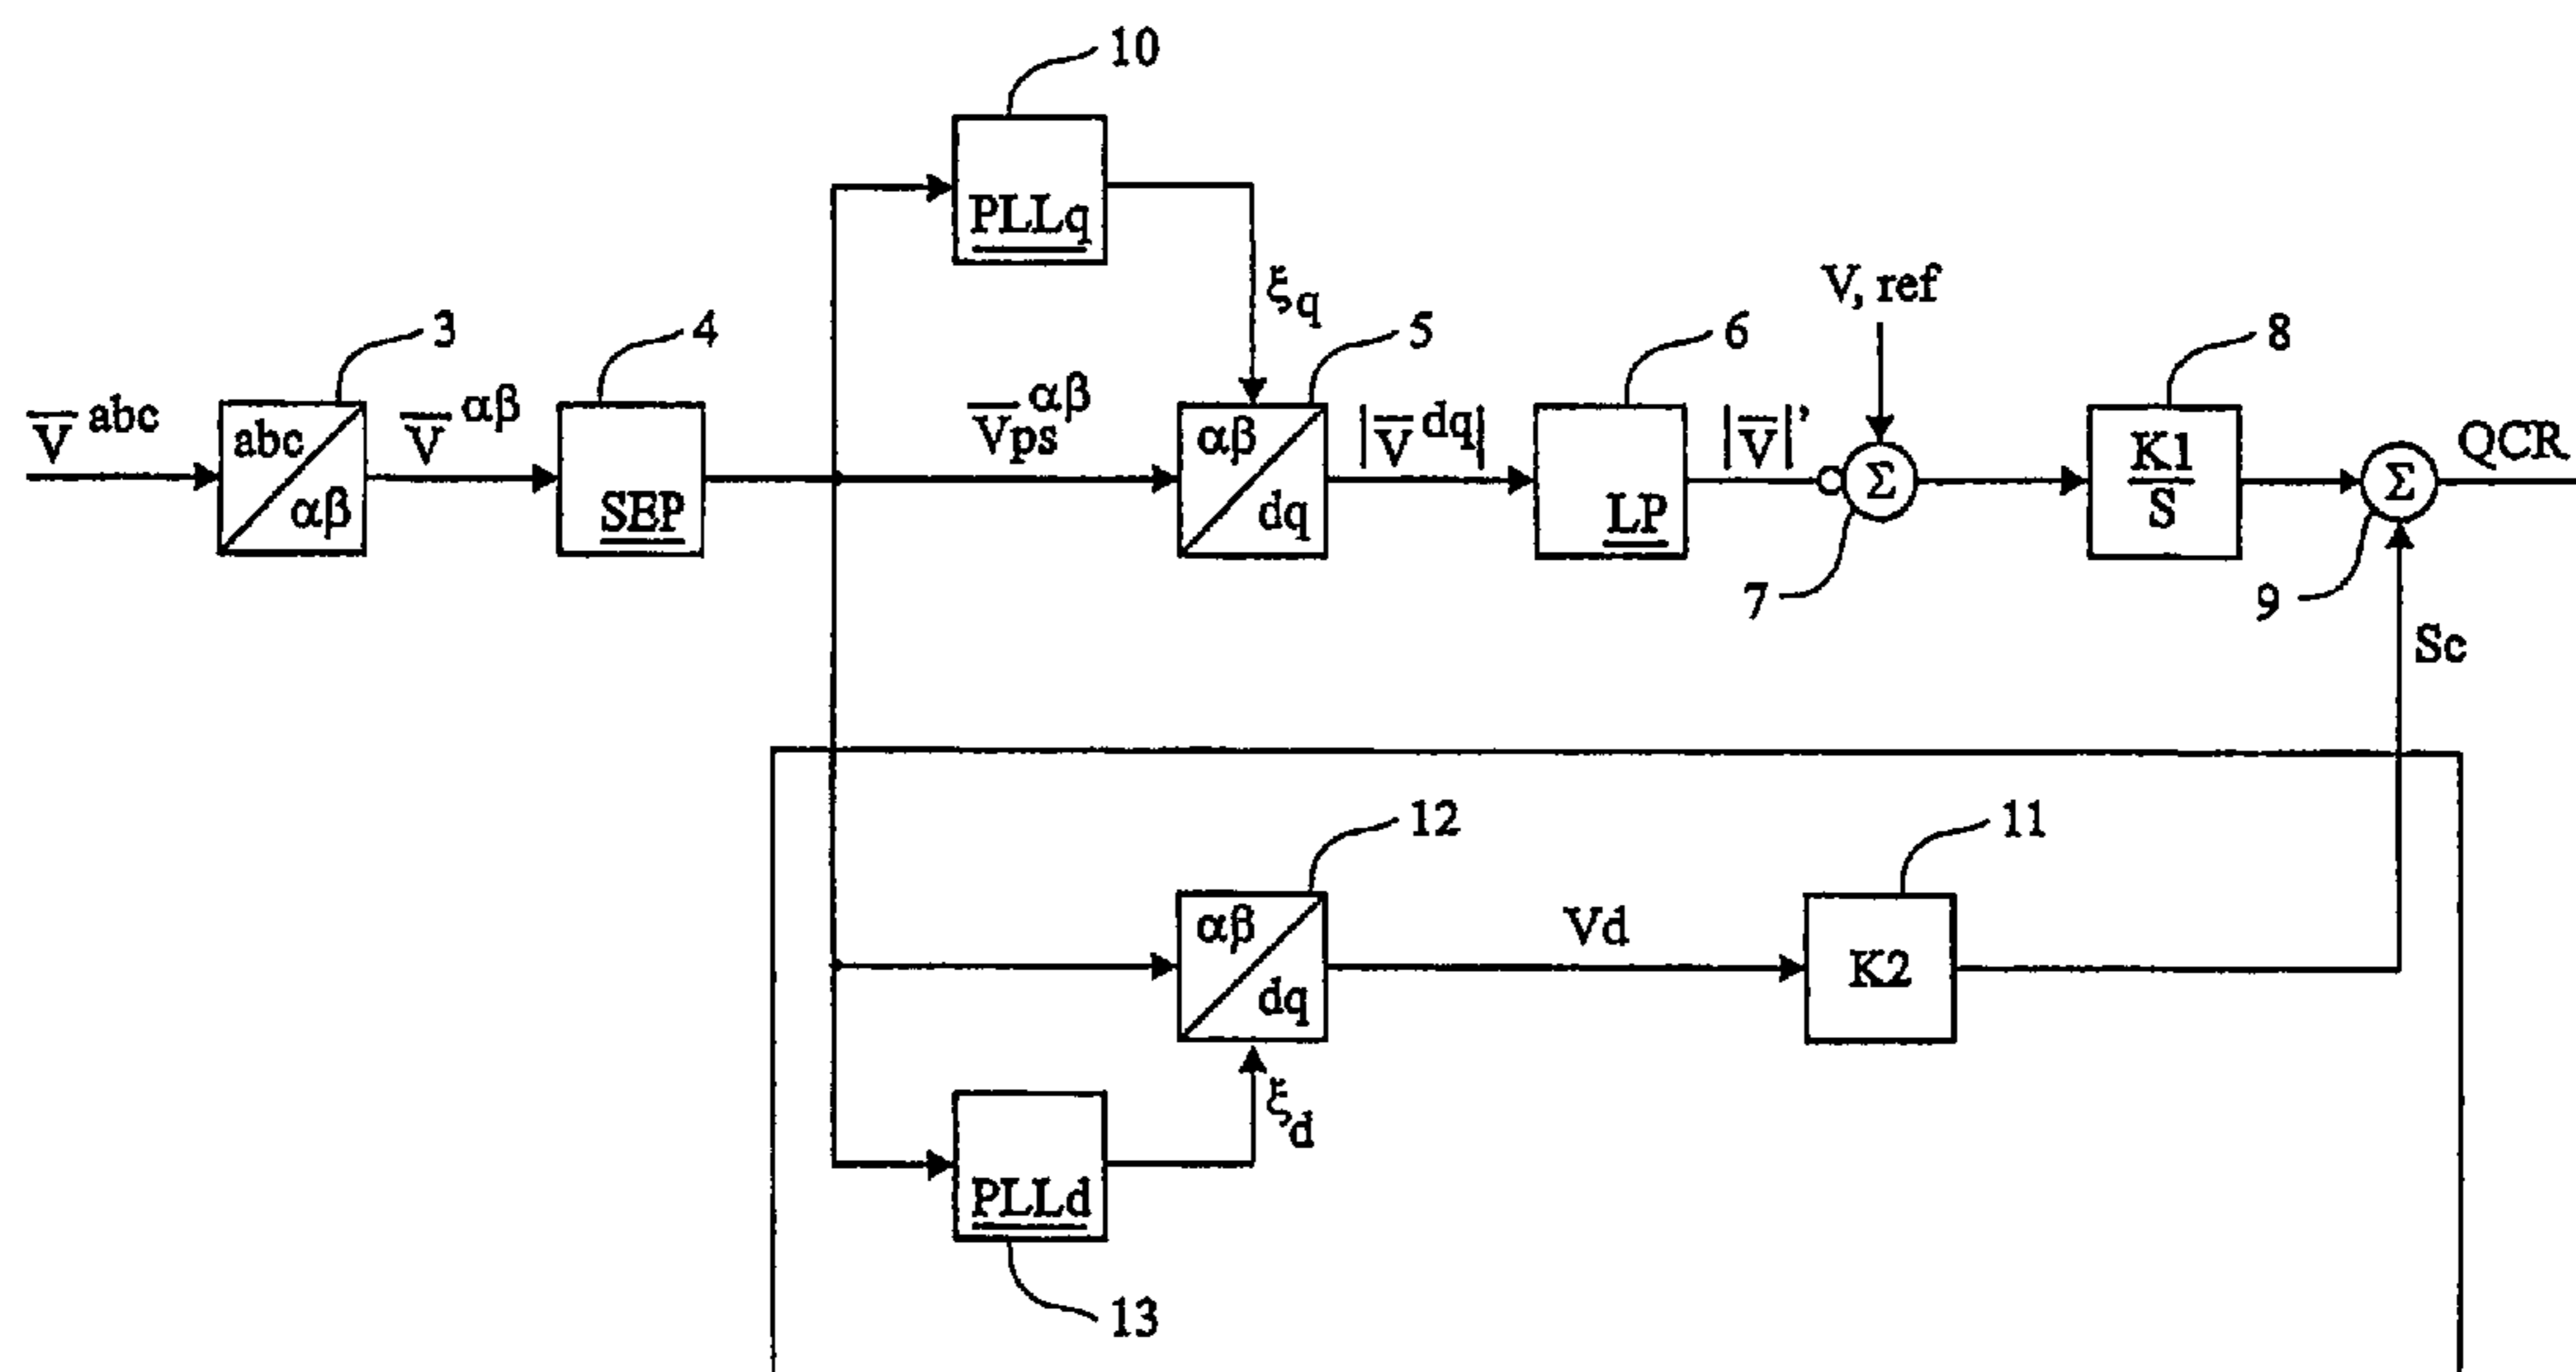 10
PLLq
ξq
V, ref
3
4
5
6
8
V̅ abc
abc
αβ
V̅ αβ
SEP
V̅ps αβ
αβ
dq
|V̅ dq|
LP
|V̅|’
Σ
K1
S
Σ
QCR
7
9
Sc
12
11
αβ
dq
Vd
K2
ξd
PLLd
13